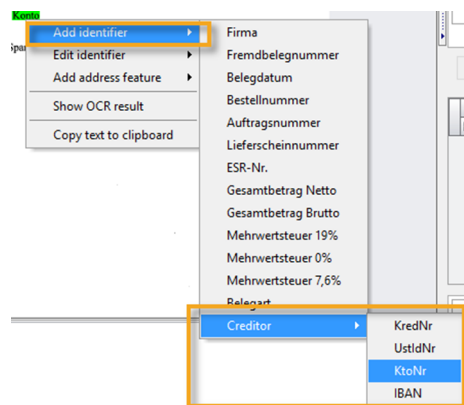 Konto
Add identifier
Edit identifier
Add address feature
Show OCR result
Copy text to clipboard
Firma
Fremdbelegnummer
Belegdatum
Bestellnummer
Auftragsnummer
Lieferscheinnummer
ESR-Nr.
Gesamtbetrag Netto
Gesamtbetrag Brutto
Mehrwertsteuer 19%
Mehrwertsteuer 0%
Mehrwertsteuer 7,6%
Belegart
Creditor
KredNr
UstIdNr
KtoNr
IBAN